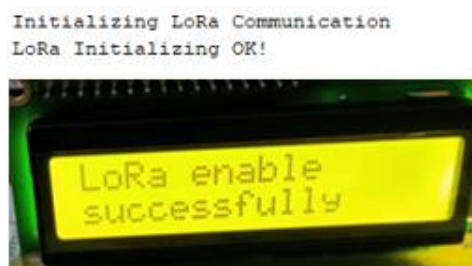 Initializing LoRa Communication
LoRa Initializing OK!
LoRa enable
successfully